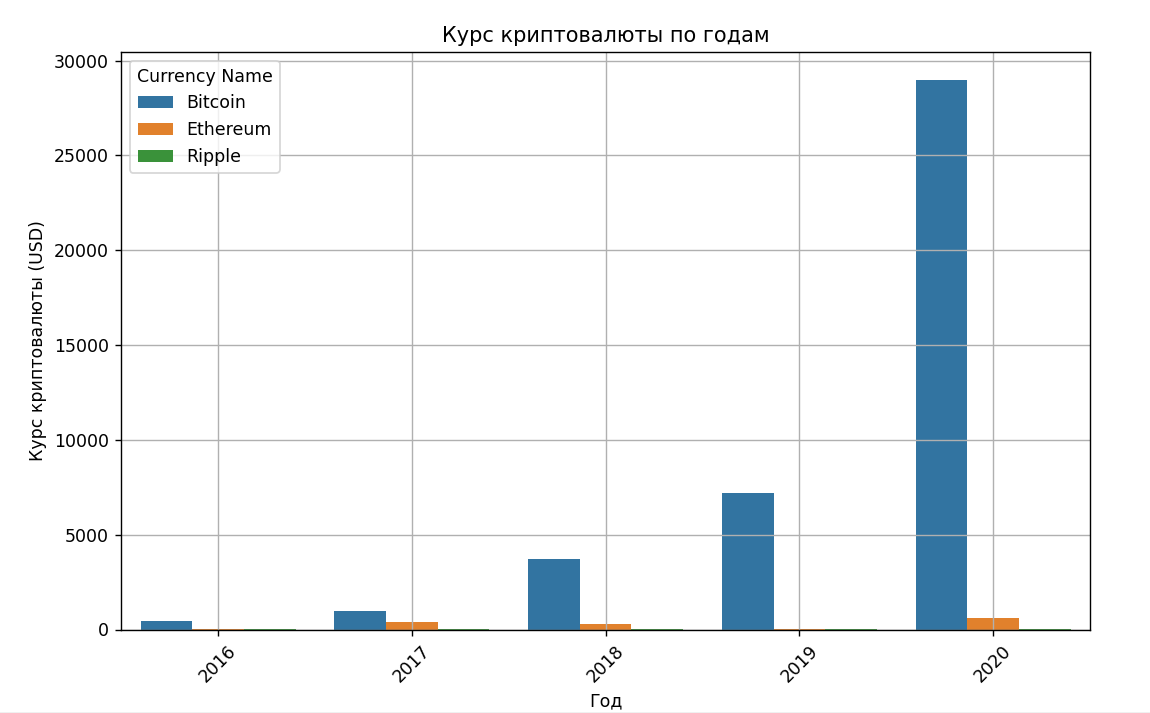 Курс криптовалюты по годам
Currency Name
Bitcoin
Ethereum
Ripple
Курс криптовалюты (USD)
30000
25000
20000
15000
10000
5000
0
2016
2017
2018
2019
2020
Год